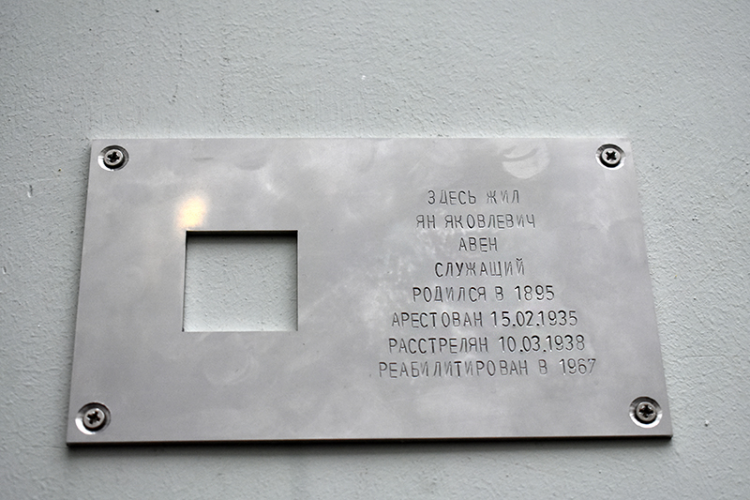 ЗДЕСЬ ЖИЛ
ЯН ЯКОВЛЕВИЧ
АВЕН
СЛУЖАЩИЙ
РОДИЛСЯ В 1895
АРЕСТОВАН 15.02.1935
РАССТРЕЛЯН 10.03.1938
РЕАБИЛИТИРОВАН В 1967